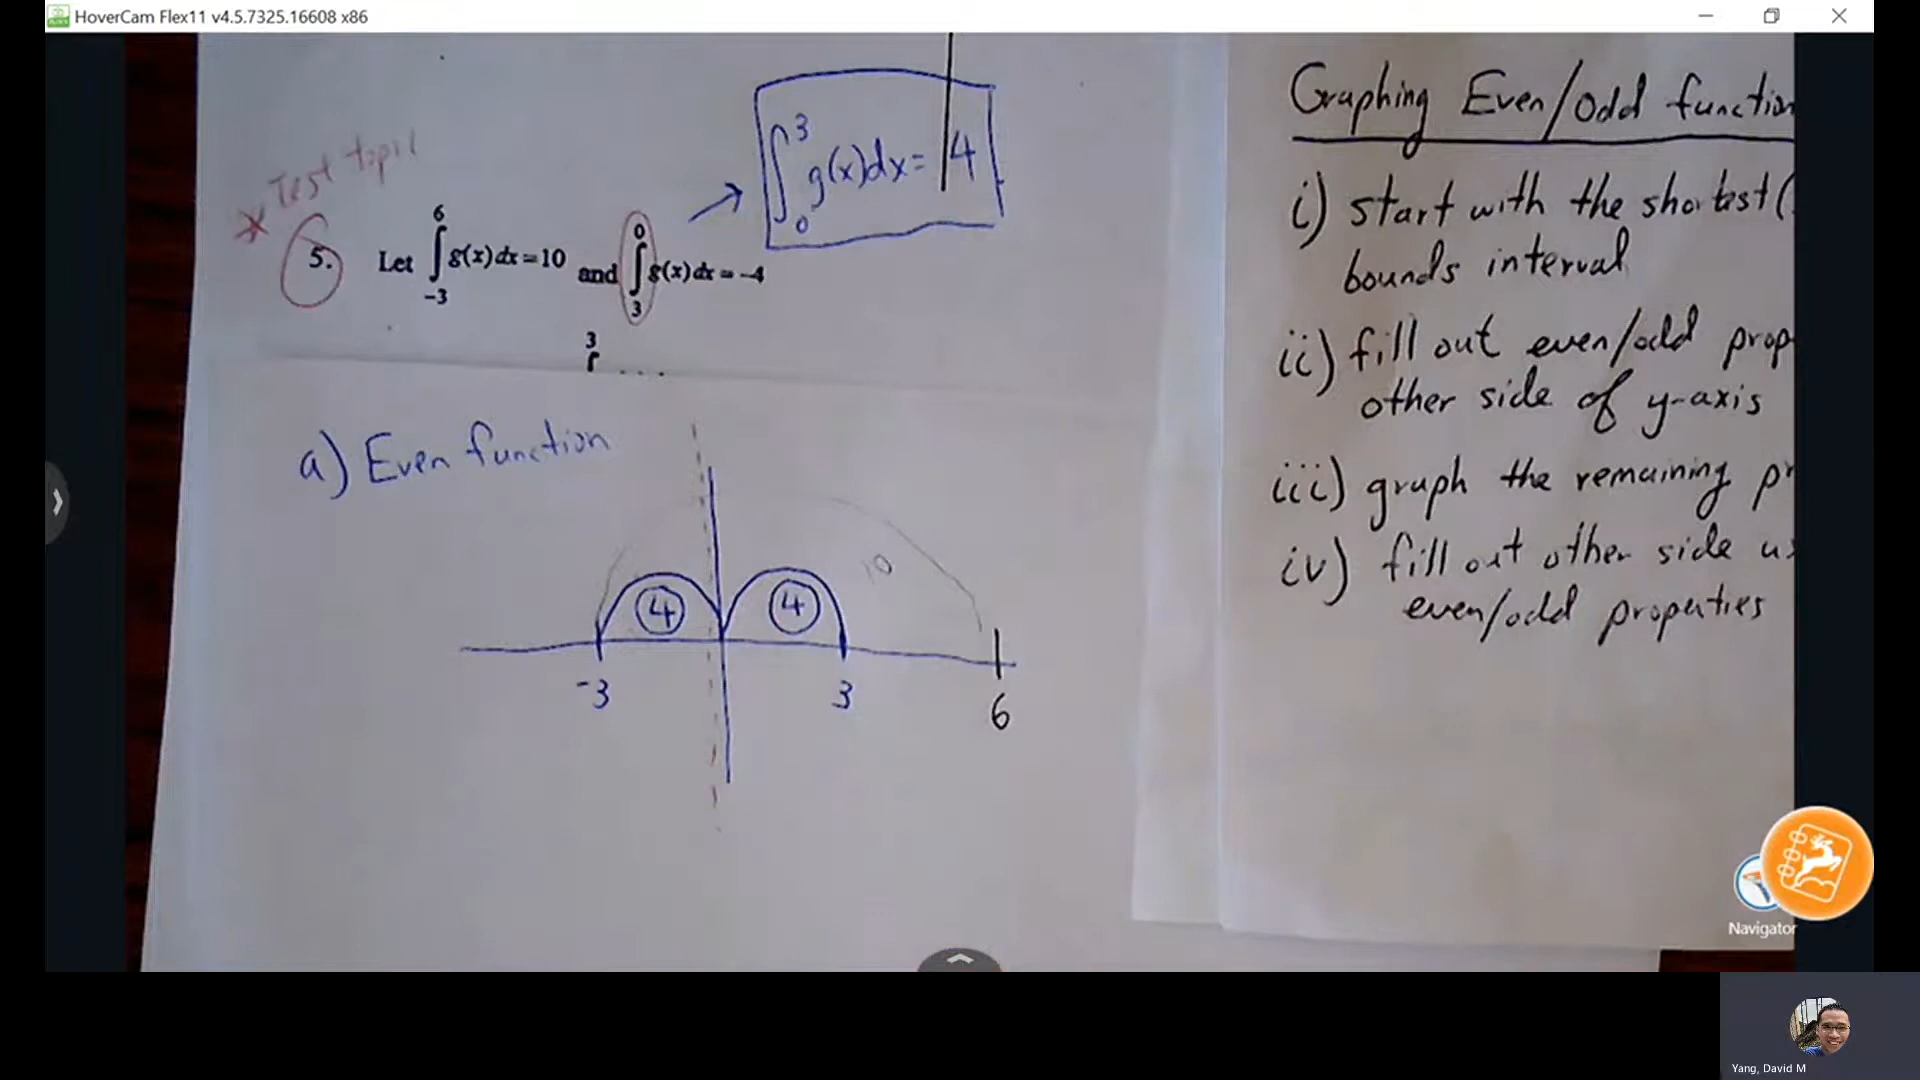 HoverCam Flex11 v4.5.7325.16608 x86
∫₀³ g(x)dx = 4
* Test topic
5. Let ∫₋₃⁶ g(x)dx = 10 and ∫₃⁰ g(x)dx = -4
3
a) Even function
10
4 4
-3 3 6
Graphing Even/Odd function
i) start with the shortest (
bounds interval
ii) fill out even/odd prop
other side of y-axis
iii) graph the remaining p
iv) fill out other side us
even/odd properties
Navigator
Yang, David M